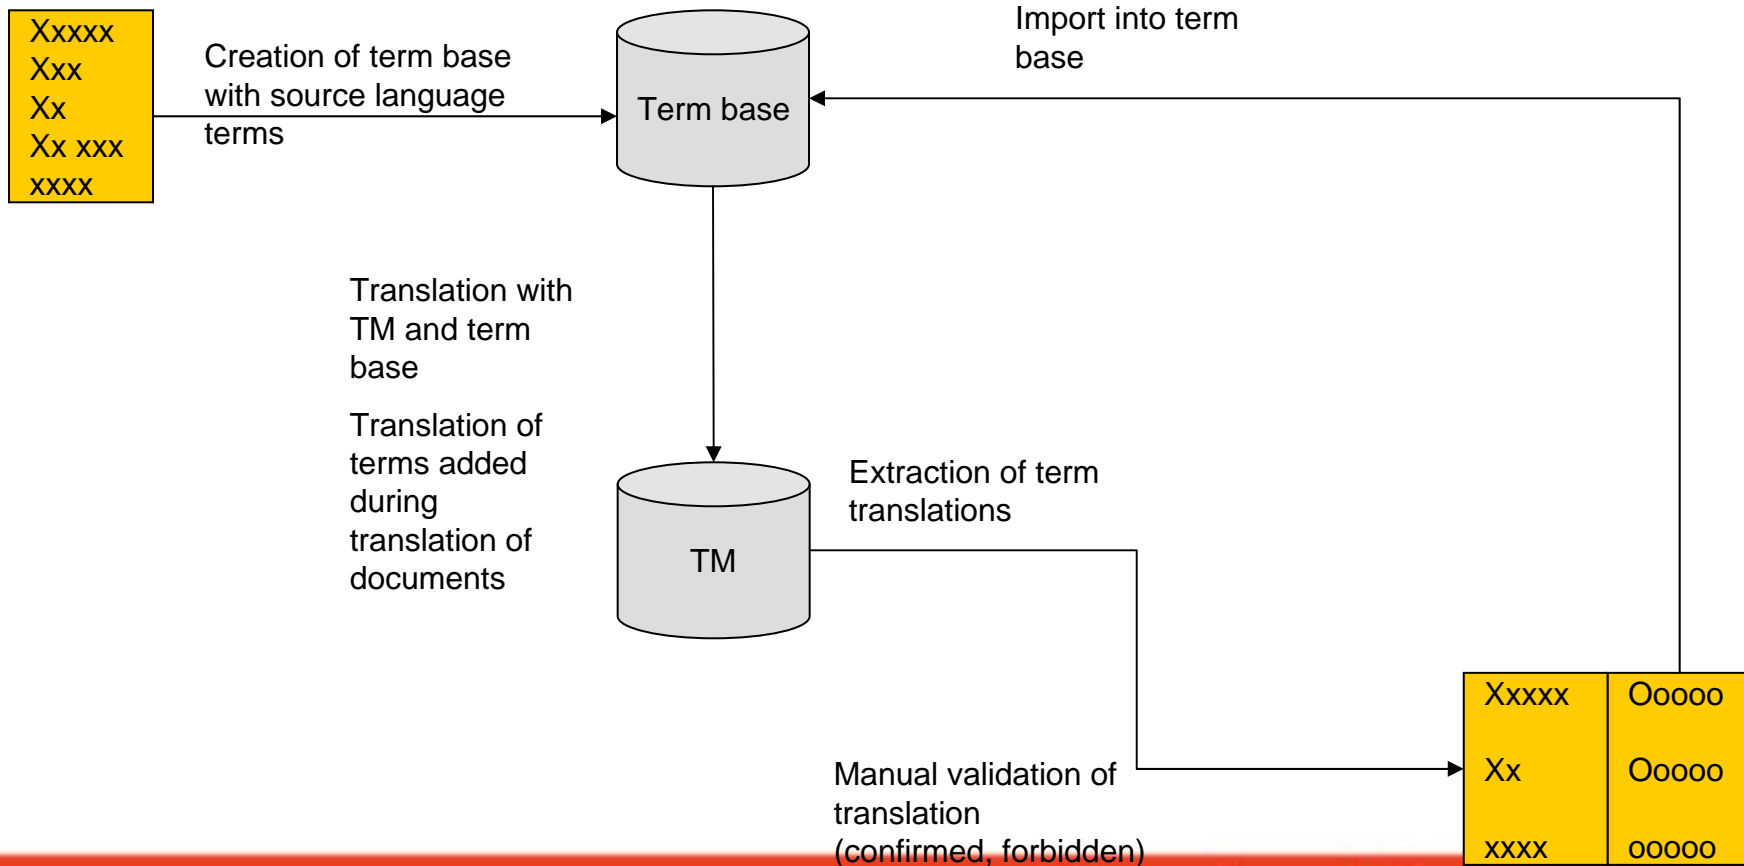 Xxxxx
Xxx
Xx
Xx xxx
xxxx
Creation of term base
with source language
terms
Term base
Import into term
base
Translation with
TM and term
base
Translation of
terms added
during
translation of
documents
TM
Extraction of term
translations
Manual validation of
translation
(confirmed, forbidden)
Xxxxx Ooooo
Xx Ooooo
xxxx ooooo